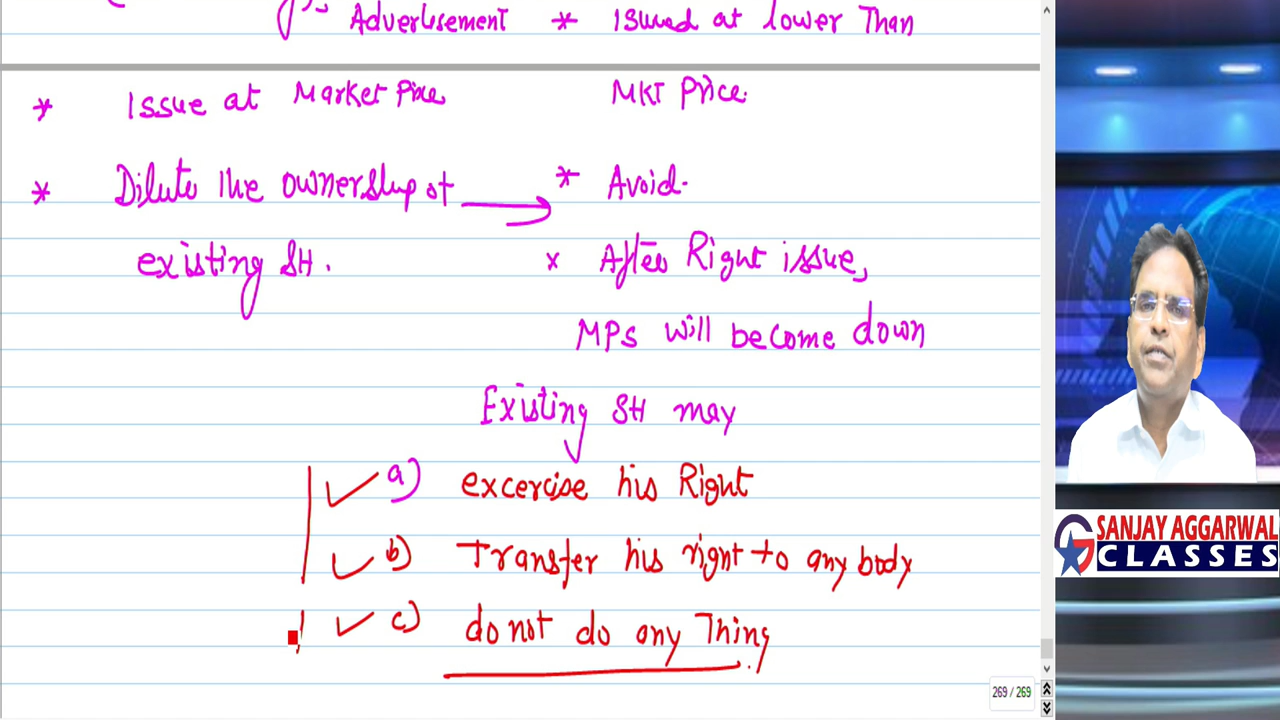 Advertisement * Issued at lower Than
* Issue at Market Price MKT Price.
* Dilute the ownership of * Avoid.
existing SH. x After Right issue,
MPS will become down
Existing SH may
a) excercise his Right
b) Transfer his right to any body
c) do not do any Thing
269 / 269
SANJAY AGGARWAL
CLASSES